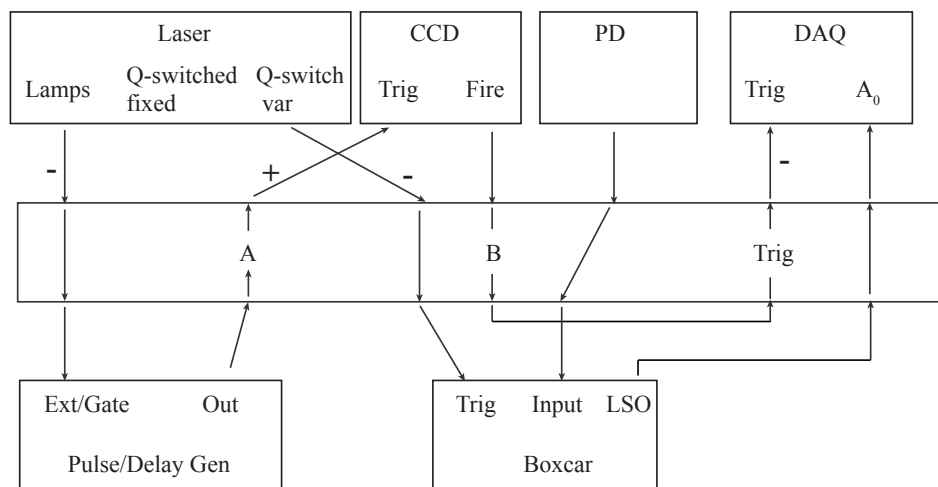 Laser
Lamps
Q-switched
fixed
Q-switch
var
CCD
Trig Fire
PD
DAQ
Trig A₀
-
+
-
-
A
B
Trig
Ext/Gate Out
Pulse/Delay Gen
Trig Input LSO
Boxcar